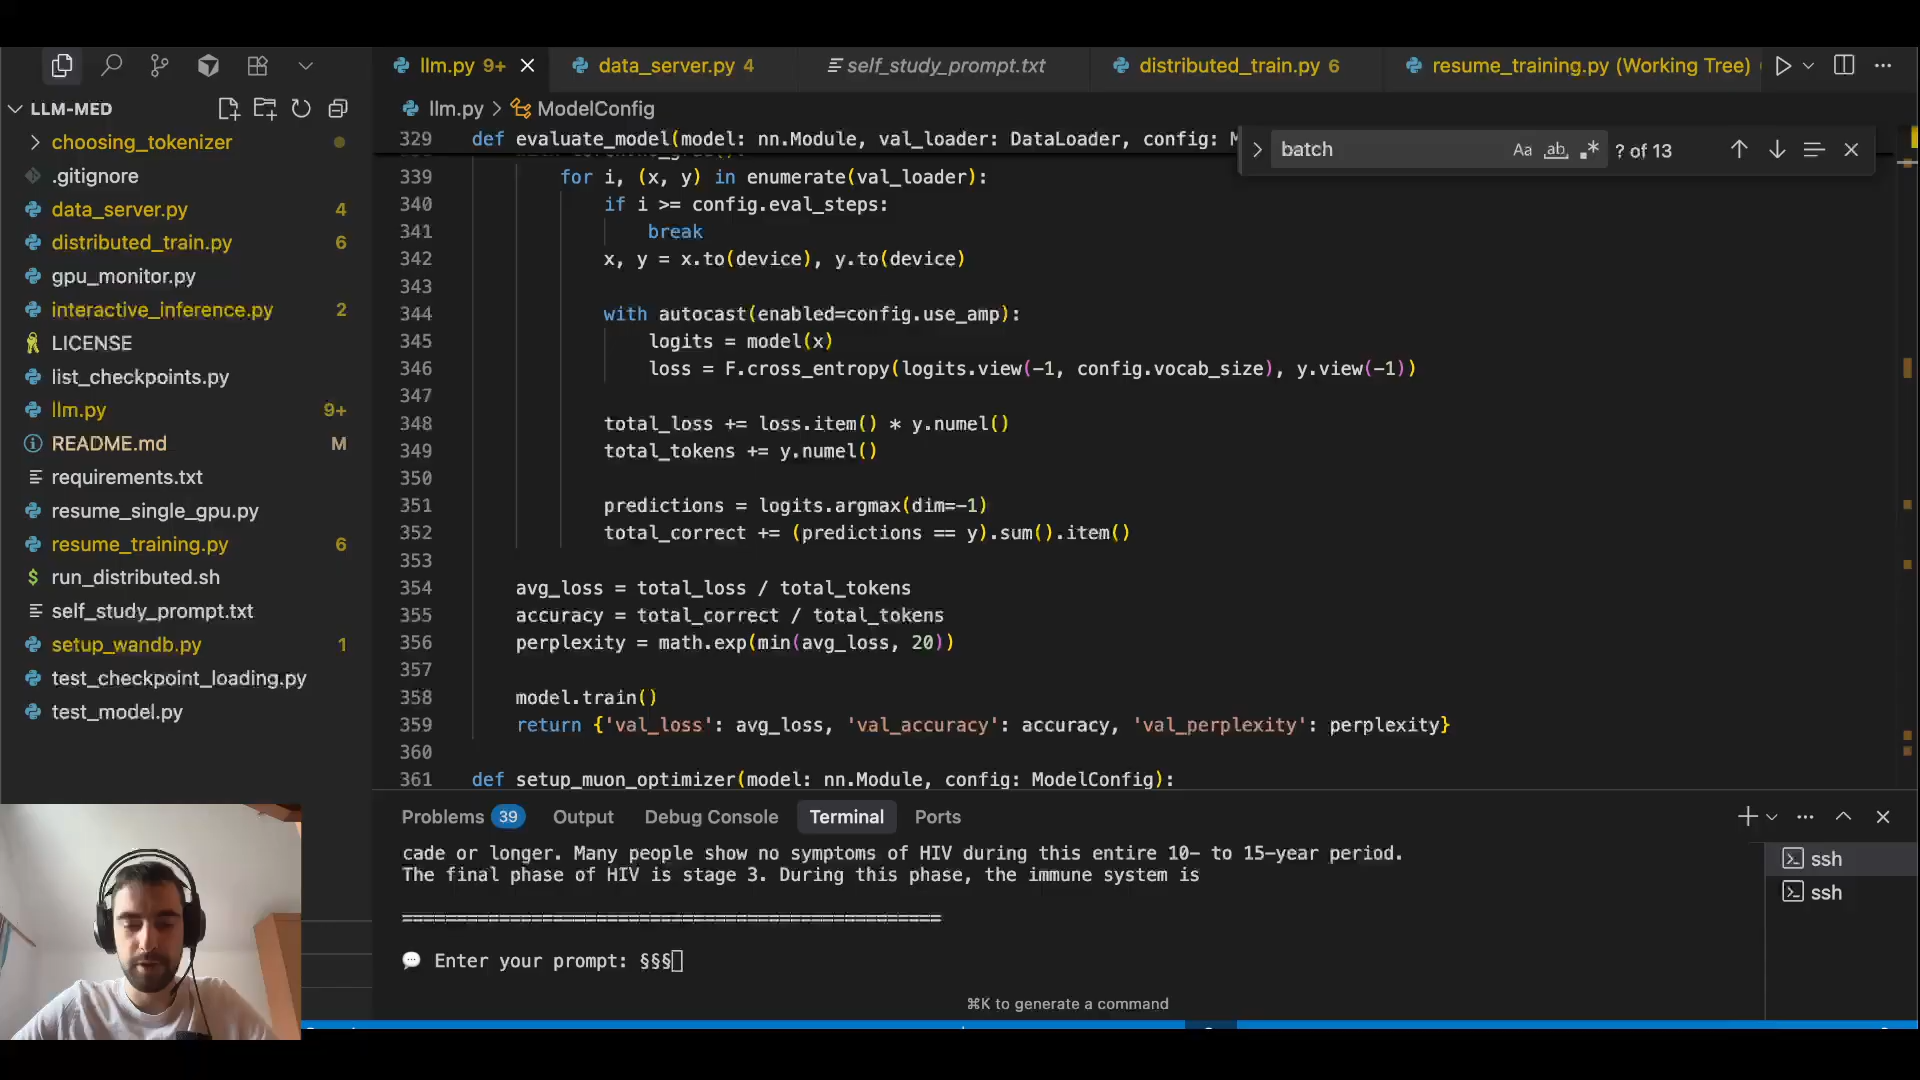 llm.py 9+
data_server.py 4
self_study_prompt.txt
distributed_train.py 6
resume_training.py (Working Tree)
LLM-MED
choosing_tokenizer
.gitignore
data_server.py 4
distributed_train.py 6
gpu_monitor.py
interactive_inference.py 2
LICENSE
list_checkpoints.py
llm.py 9+
README.md M
requirements.txt
resume_single_gpu.py
resume_training.py 6
run_distributed.sh
self_study_prompt.txt
setup_wandb.py 1
test_checkpoint_loading.py
test_model.py
llm.py > ModelConfig
batch Aa ab ? of 13
329 def evaluate_model(model: nn.Module, val_loader: DataLoader, config:
339 for i, (x, y) in enumerate(val_loader):
340 if i >= config.eval_steps:
341 break
342 x, y = x.to(device), y.to(device)
343
344 with autocast(enabled=config.use_amp):
345 logits = model(x)
346 loss = F.cross_entropy(logits.view(-1, config.vocab_size), y.view(-1))
347
348 total_loss += loss.item() * y.numel()
349 total_tokens += y.numel()
350
351 predictions = logits.argmax(dim=-1)
352 total_correct += (predictions == y).sum().item()
353
354 avg_loss = total_loss / total_tokens
355 accuracy = total_correct / total_tokens
356 perplexity = math.exp(min(avg_loss, 20))
357
358 model.train()
359 return {'val_loss': avg_loss, 'val_accuracy': accuracy, 'val_perplexity': perplexity}
360
361 def setup_muon_optimizer(model: nn.Module, config: ModelConfig):
Problems 39 Output Debug Console Terminal Ports
cade or longer. Many people show no symptoms of HIV during this entire 10- to 15-year period.
The final phase of HIV is stage 3. During this phase, the immune system is
==================================================
Enter your prompt: §§§
⌘K to generate a command
ssh
ssh